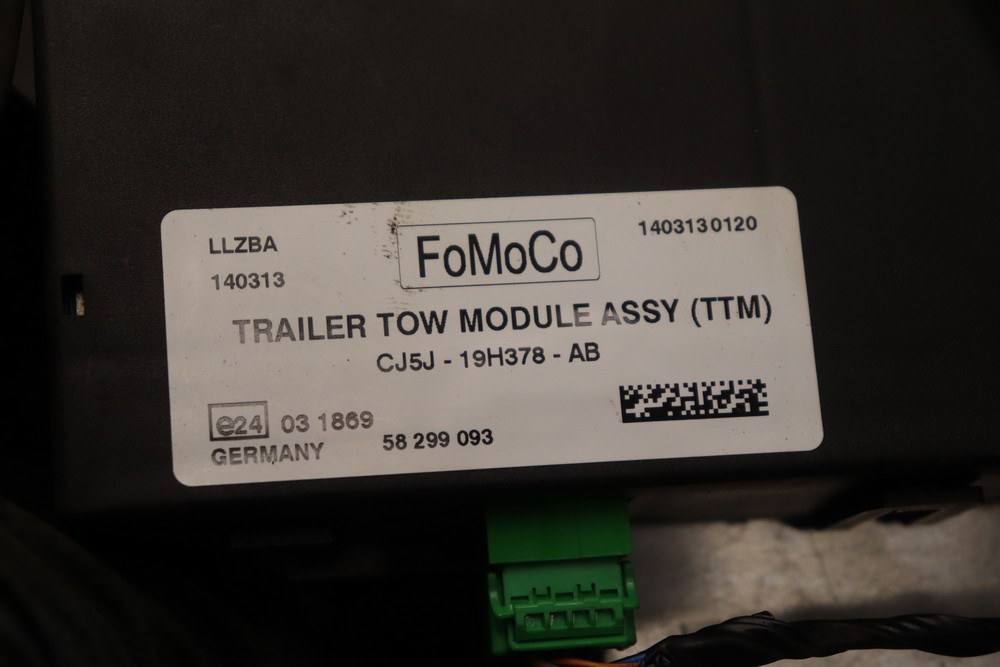 LLZBA
140313
FoMoCo
1403130120
TRAILER TOW MODULE ASSY (TTM)
CJ5J - 19H378 - AB
e24 03 1869
GERMANY
58 299 093